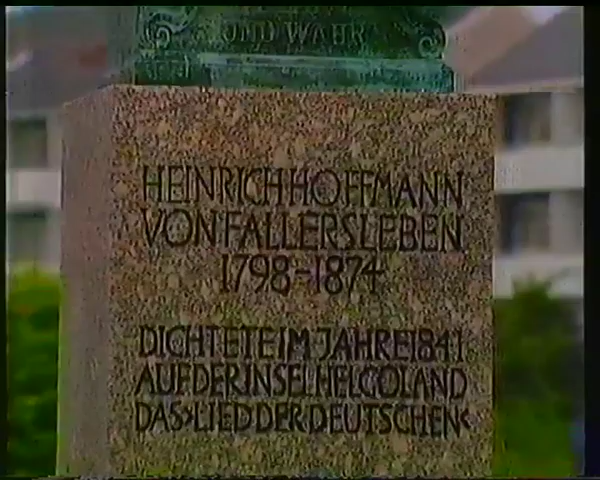 UND WAHR
HEINRICH HOFFMANN
VON FALLERSLEBEN
1798-1874
DICHTETE IM JAHRE 1841
AUF DER INSEL HELGOLAND
DAS »LIED DER DEUTSCHEN«